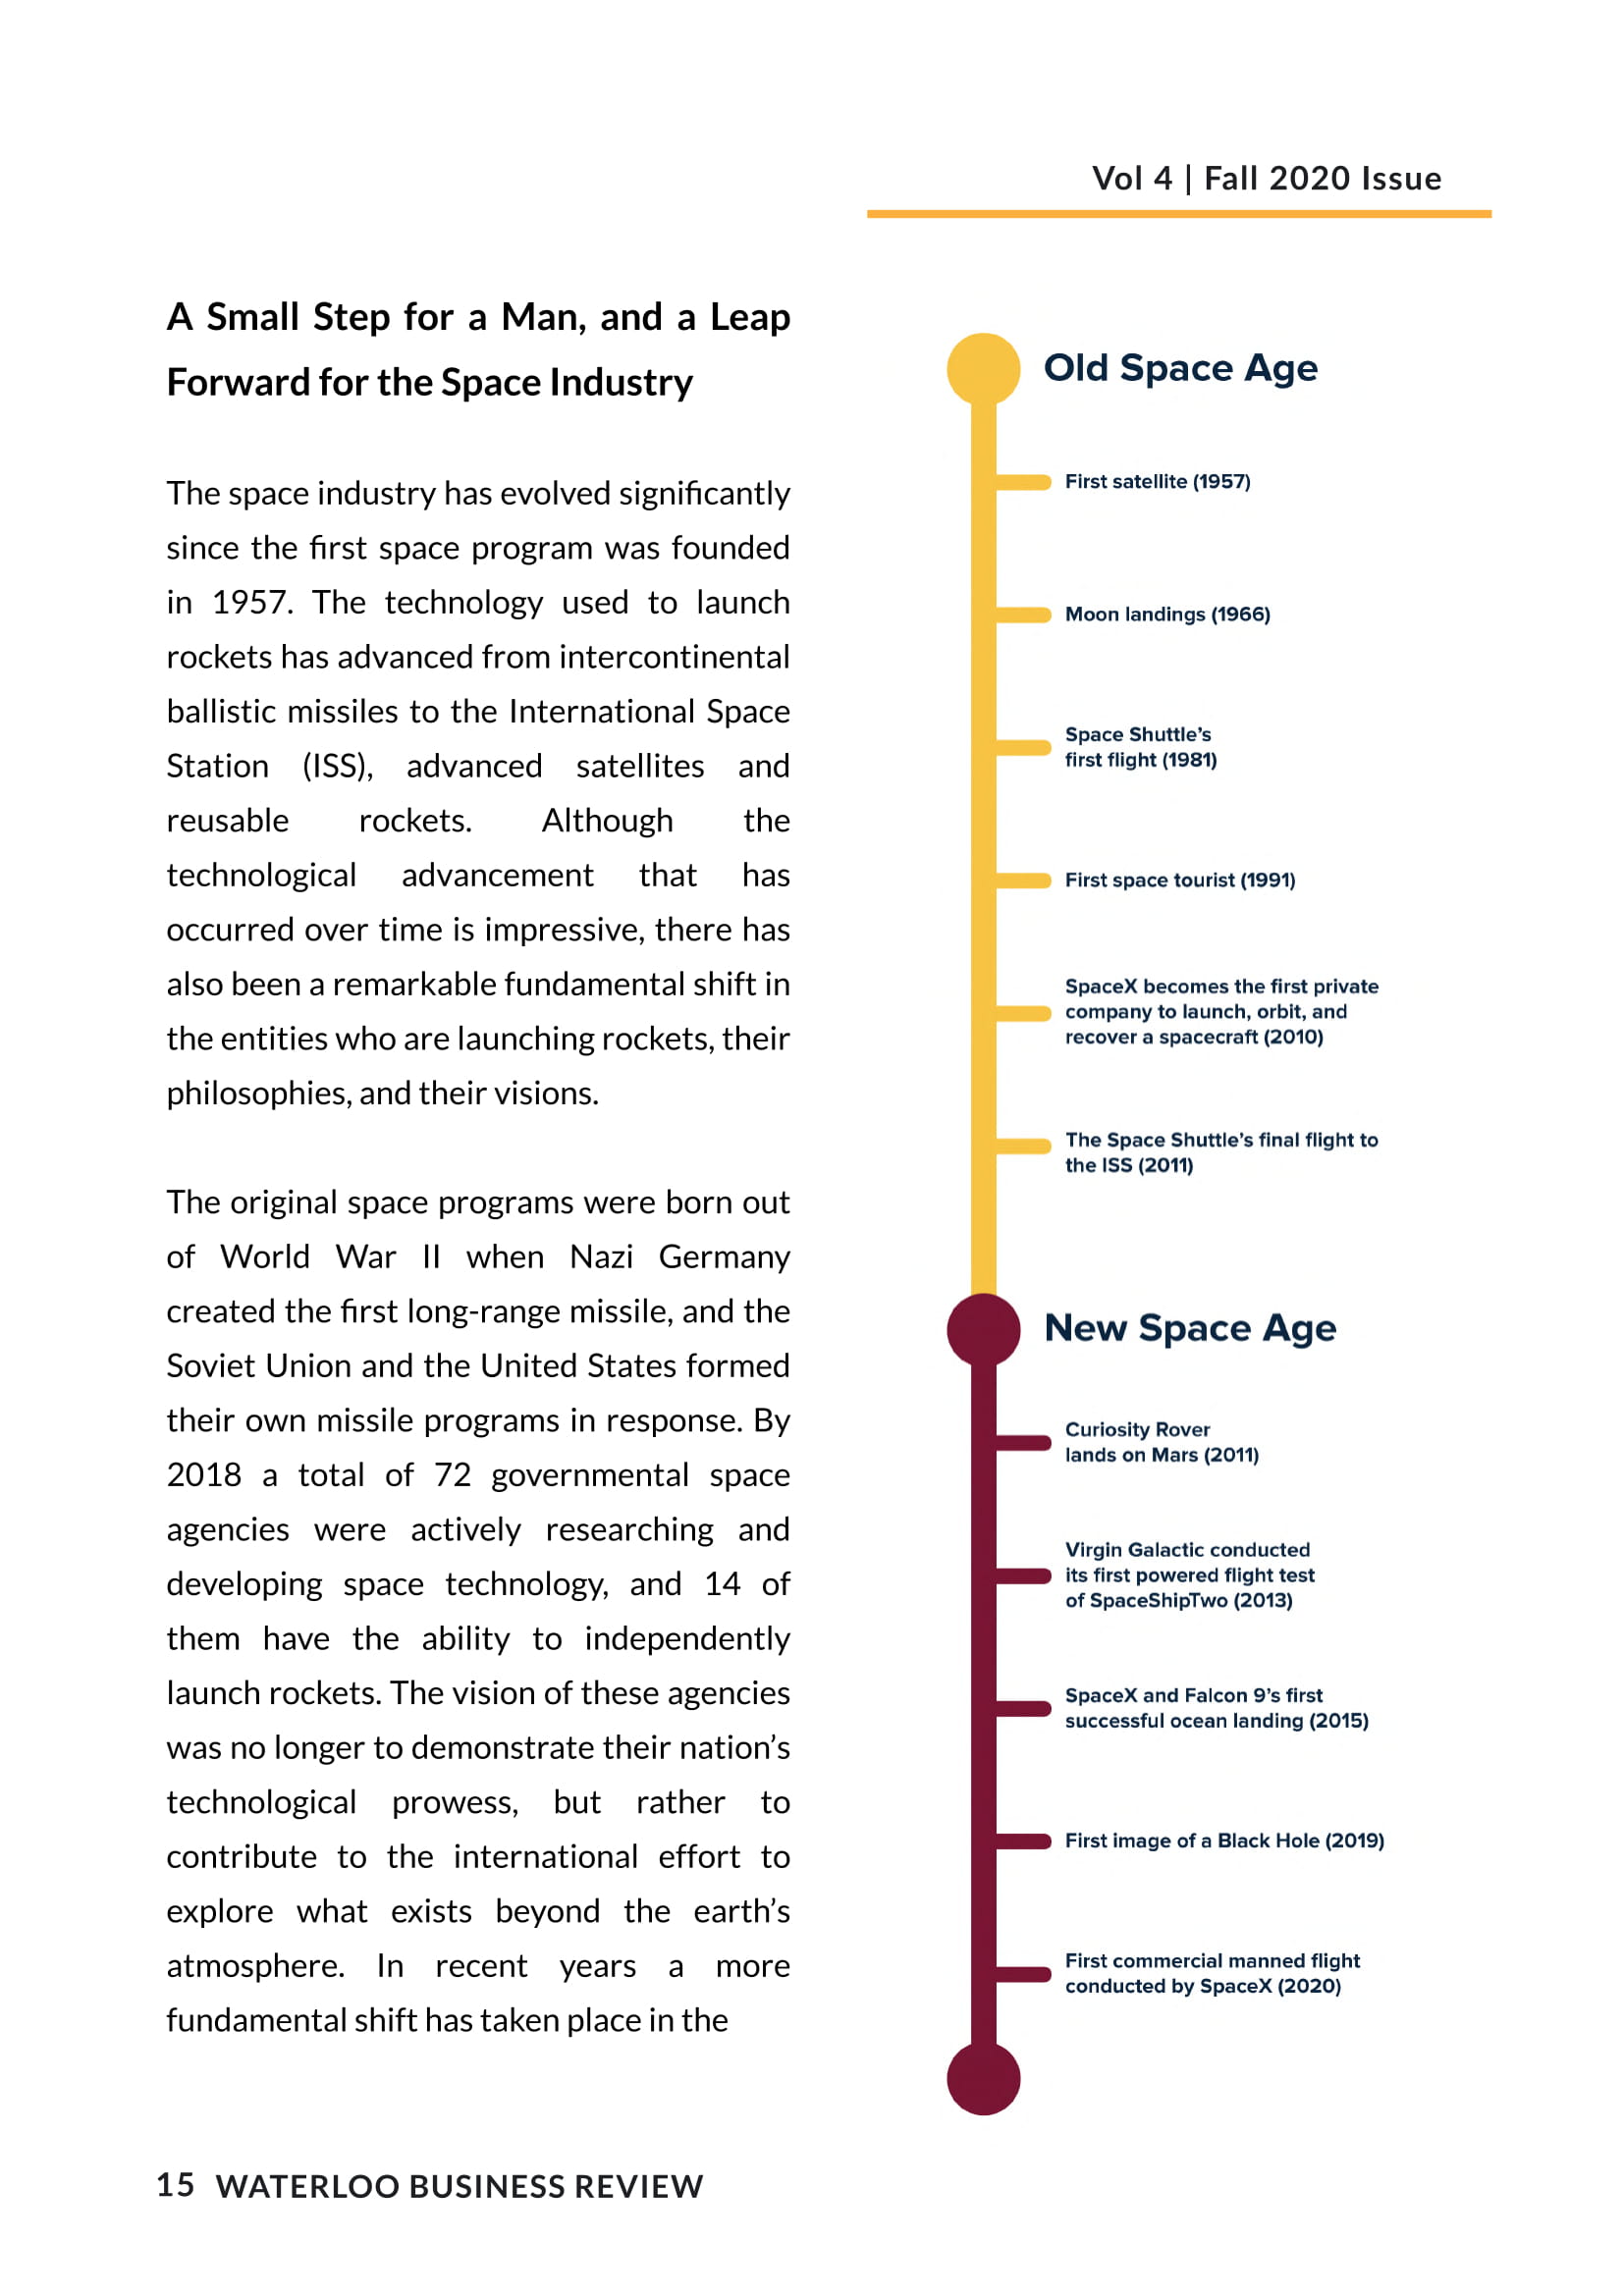 Vol 4 | Fall 2020 Issue
A Small Step for a Man, and a Leap
Forward for the Space Industry
The space industry has evolved significantly
since the first space program was founded
in 1957. The technology used to launch
rockets has advanced from intercontinental
ballistic missiles to the International Space
Station (ISS), advanced satellites and
reusable rockets. Although the
technological advancement that has
occurred over time is impressive, there has
also been a remarkable fundamental shift in
the entities who are launching rockets, their
philosophies, and their visions.
The original space programs were born out
of World War II when Nazi Germany
created the first long-range missile, and the
Soviet Union and the United States formed
their own missile programs in response. By
2018 a total of 72 governmental space
agencies were actively researching and
developing space technology, and 14 of
them have the ability to independently
launch rockets. The vision of these agencies
was no longer to demonstrate their nation’s
technological prowess, but rather to
contribute to the international effort to
explore what exists beyond the earth’s
atmosphere. In recent years a more
fundamental shift has taken place in the
Old Space Age
First satellite (1957)
Moon landings (1966)
Space Shuttle’s
first flight (1981)
First space tourist (1991)
SpaceX becomes the first private
company to launch, orbit, and
recover a spacecraft (2010)
The Space Shuttle’s final flight to
the ISS (2011)
New Space Age
Curiosity Rover
lands on Mars (2011)
Virgin Galactic conducted
its first powered flight test
of SpaceShipTwo (2013)
SpaceX and Falcon 9’s first
successful ocean landing (2015)
First image of a Black Hole (2019)
First commercial manned flight
conducted by SpaceX (2020)
15 WATERLOO BUSINESS REVIEW